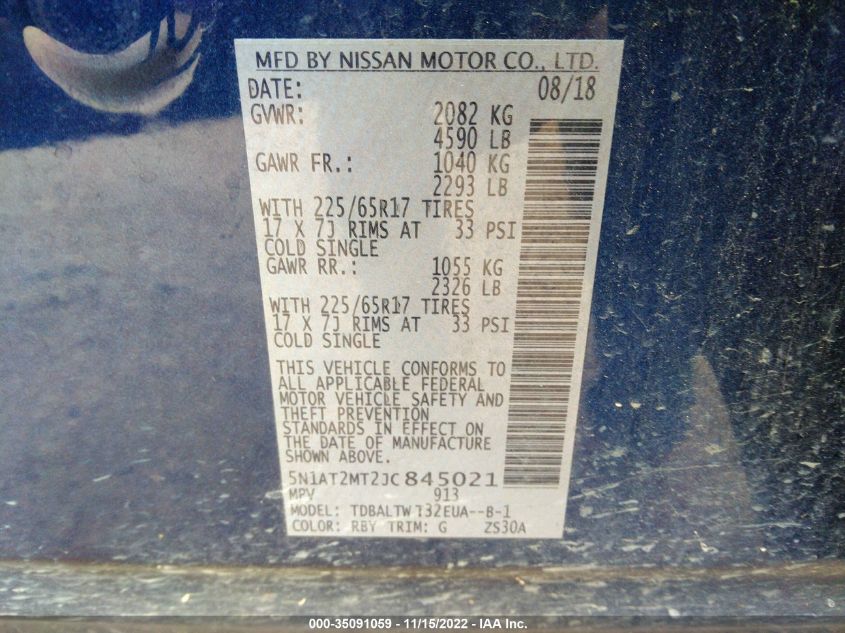 MFD BY NISSAN MOTOR CO., LTD.
DATE: 08/18
GVWR: 2082 KG
4590 LB
GAWR FR.: 1040 KG
2293 LB
WITH 225/65R17 TIRES
17 X 7J RIMS AT 33 PSI
COLD SINGLE
GAWR RR.: 1055 KG
2326 LB
WITH 225/65R17 TIRES
17 X 7J RIMS AT 33 PSI
COLD SINGLE
THIS VEHICLE CONFORMS TO
ALL APPLICABLE FEDERAL
MOTOR VEHICLE SAFETY AND
THEFT PREVENTION
STANDARDS IN EFFECT ON
THE DATE OF MANUFACTURE
SHOWN ABOVE.
5N1AT2MT2JC845021
MPV 913
MODEL: TDBALTW T32EUA--B-1
COLOR: RBY TRIM: G ZS30A
000-35091059 - 11/15/2022 - IAA Inc.